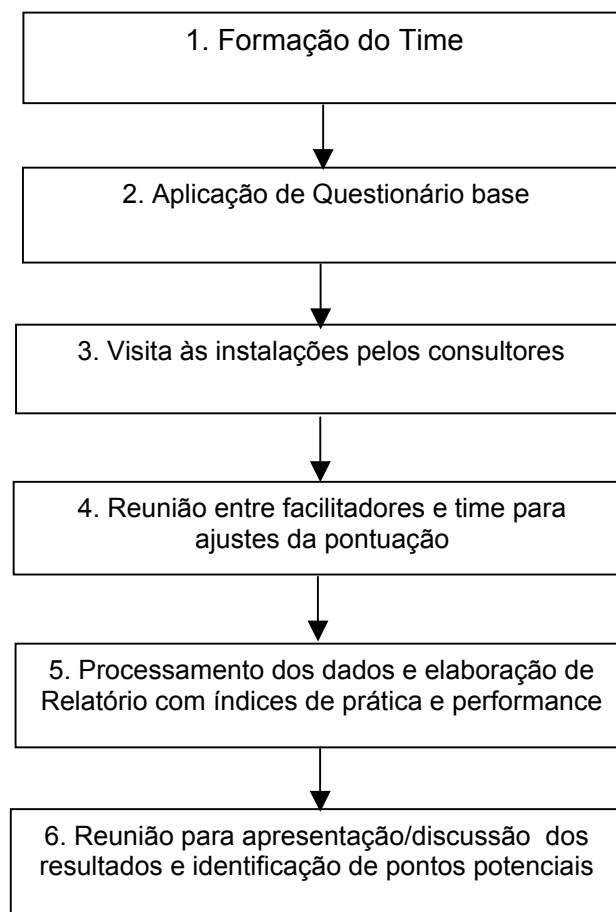 1. Formação do Time
2. Aplicação de Questionário base
3. Visita às instalações pelos consultores
4. Reunião entre facilitadores e time para
ajustes da pontuação
5. Processamento dos dados e elaboração de
Relatório com índices de prática e performance
6. Reunião para apresentação/discussão dos
resultados e identificação de pontos potenciais